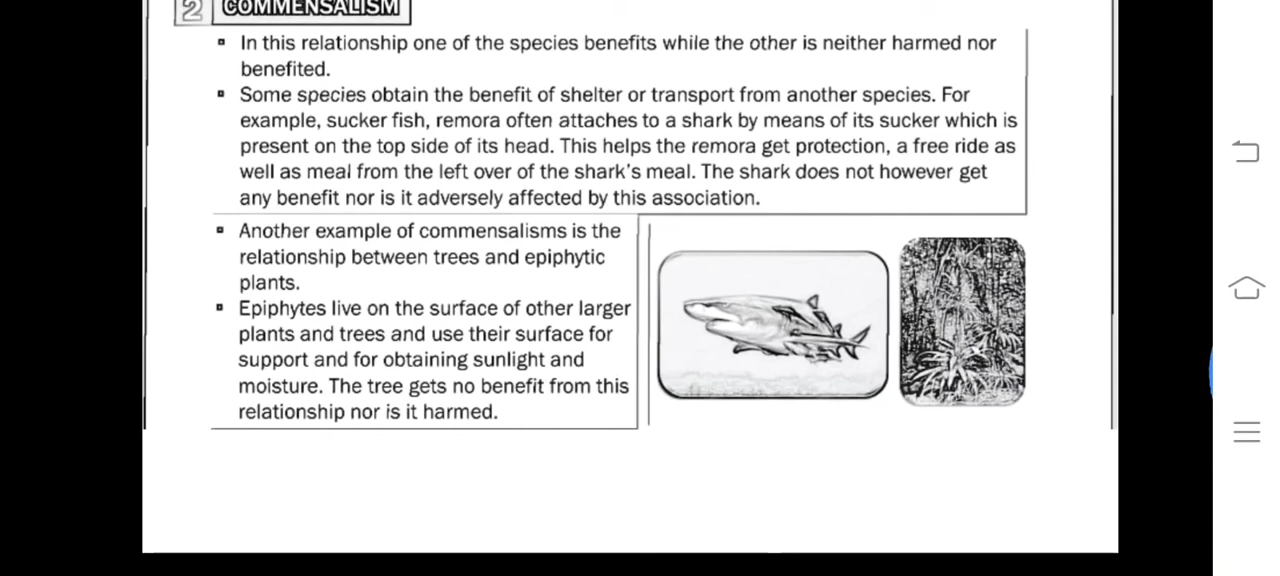 2 COMMENSALISM
▫ In this relationship one of the species benefits while the other is neither harmed nor
benefited.
▫ Some species obtain the benefit of shelter or transport from another species. For
example, sucker fish, remora often attaches to a shark by means of its sucker which is
present on the top side of its head. This helps the remora get protection, a free ride as
well as meal from the left over of the shark's meal. The shark does not however get
any benefit nor is it adversely affected by this association.
▫ Another example of commensalisms is the
relationship between trees and epiphytic
plants.
▫ Epiphytes live on the surface of other larger
plants and trees and use their surface for
support and for obtaining sunlight and
moisture. The tree gets no benefit from this
relationship nor is it harmed.